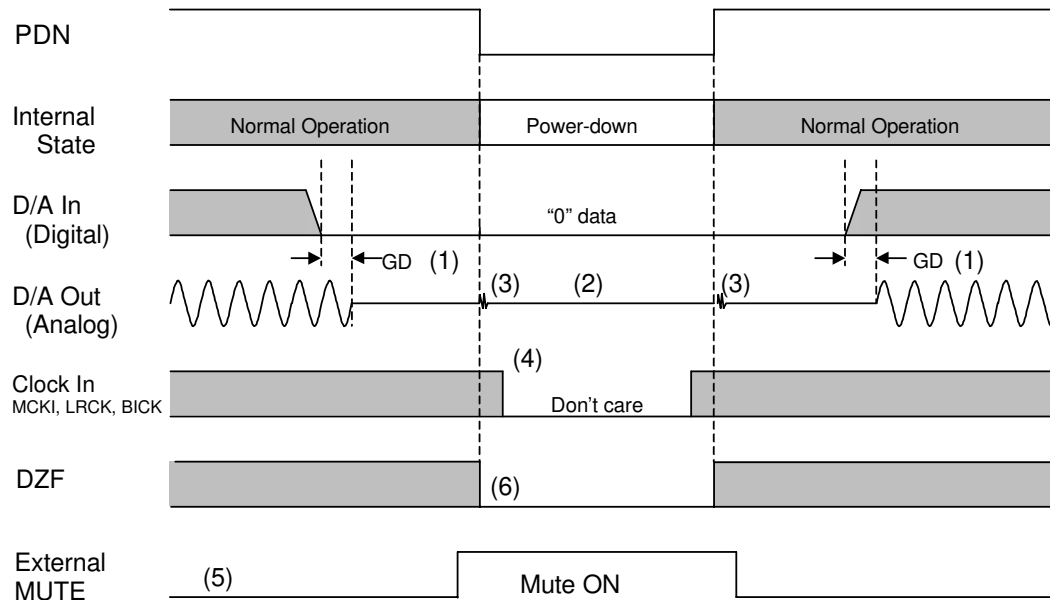 PDN
Internal
State
Normal Operation
Power-down
Normal Operation
D/A In
(Digital)
“0” data
GD (1)
GD (1)
D/A Out
(Analog)
(3)
(2)
(3)
Clock In
MCKI, LRCK, BICK
(4)
Don’t care
DZF
(6)
External
MUTE
(5)
Mute ON